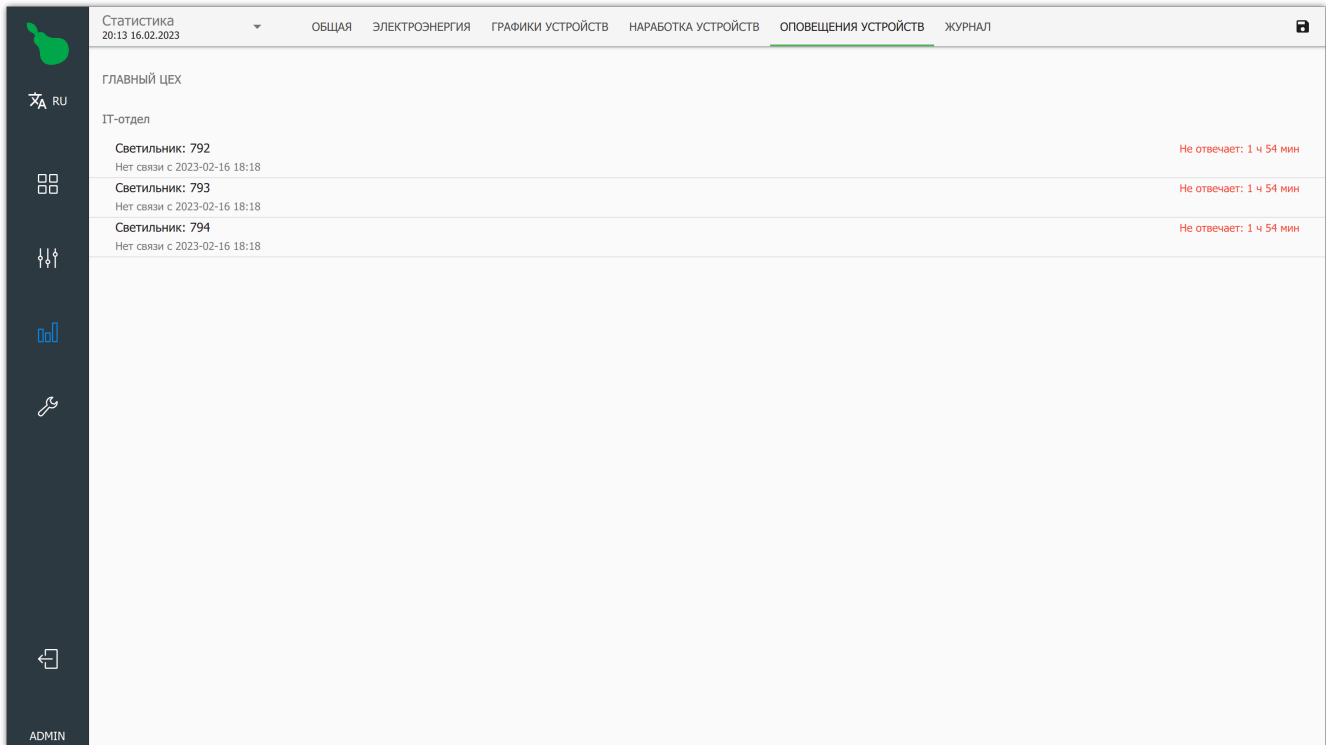 Статистика
20:13 16.02.2023
ОБЩАЯ ЭЛЕКТРОЭНЕРГИЯ ГРАФИКИ УСТРОЙСТВ НАРАБОТКА УСТРОЙСТВ ОПОВЕЩЕНИЯ УСТРОЙСТВ ЖУРНАЛ
RU
ГЛАВНЫЙ ЦЕХ
IT-отдел
Светильник: 792 Не отвечает: 1 ч 54 мин
Нет связи с 2023-02-16 18:18
Светильник: 793 Не отвечает: 1 ч 54 мин
Нет связи с 2023-02-16 18:18
Светильник: 794 Не отвечает: 1 ч 54 мин
Нет связи с 2023-02-16 18:18
ADMIN